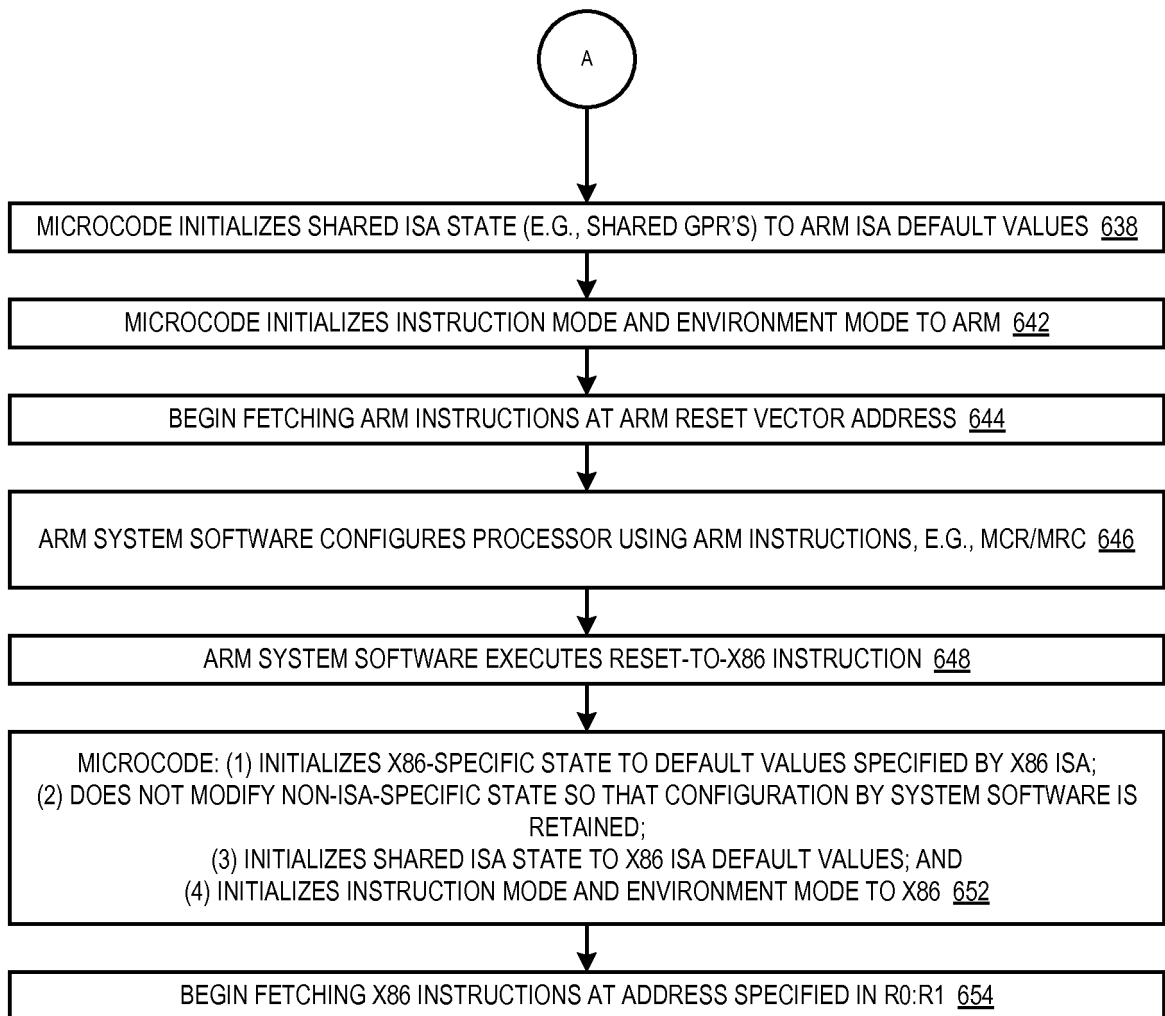 A
MICROCODE INITIALIZES SHARED ISA STATE (E.G., SHARED GPR'S) TO ARM ISA DEFAULT VALUES 638
MICROCODE INITIALIZES INSTRUCTION MODE AND ENVIRONMENT MODE TO ARM 642
BEGIN FETCHING ARM INSTRUCTIONS AT ARM RESET VECTOR ADDRESS 644
ARM SYSTEM SOFTWARE CONFIGURES PROCESSOR USING ARM INSTRUCTIONS, E.G., MCR/MRC 646
ARM SYSTEM SOFTWARE EXECUTES RESET-TO-X86 INSTRUCTION 648
MICROCODE: (1) INITIALIZES X86-SPECIFIC STATE TO DEFAULT VALUES SPECIFIED BY X86 ISA;
(2) DOES NOT MODIFY NON-ISA-SPECIFIC STATE SO THAT CONFIGURATION BY SYSTEM SOFTWARE IS
RETAINED;
(3) INITIALIZES SHARED ISA STATE TO X86 ISA DEFAULT VALUES; AND
(4) INITIALIZES INSTRUCTION MODE AND ENVIRONMENT MODE TO X86 652
BEGIN FETCHING X86 INSTRUCTIONS AT ADDRESS SPECIFIED IN R0:R1 654